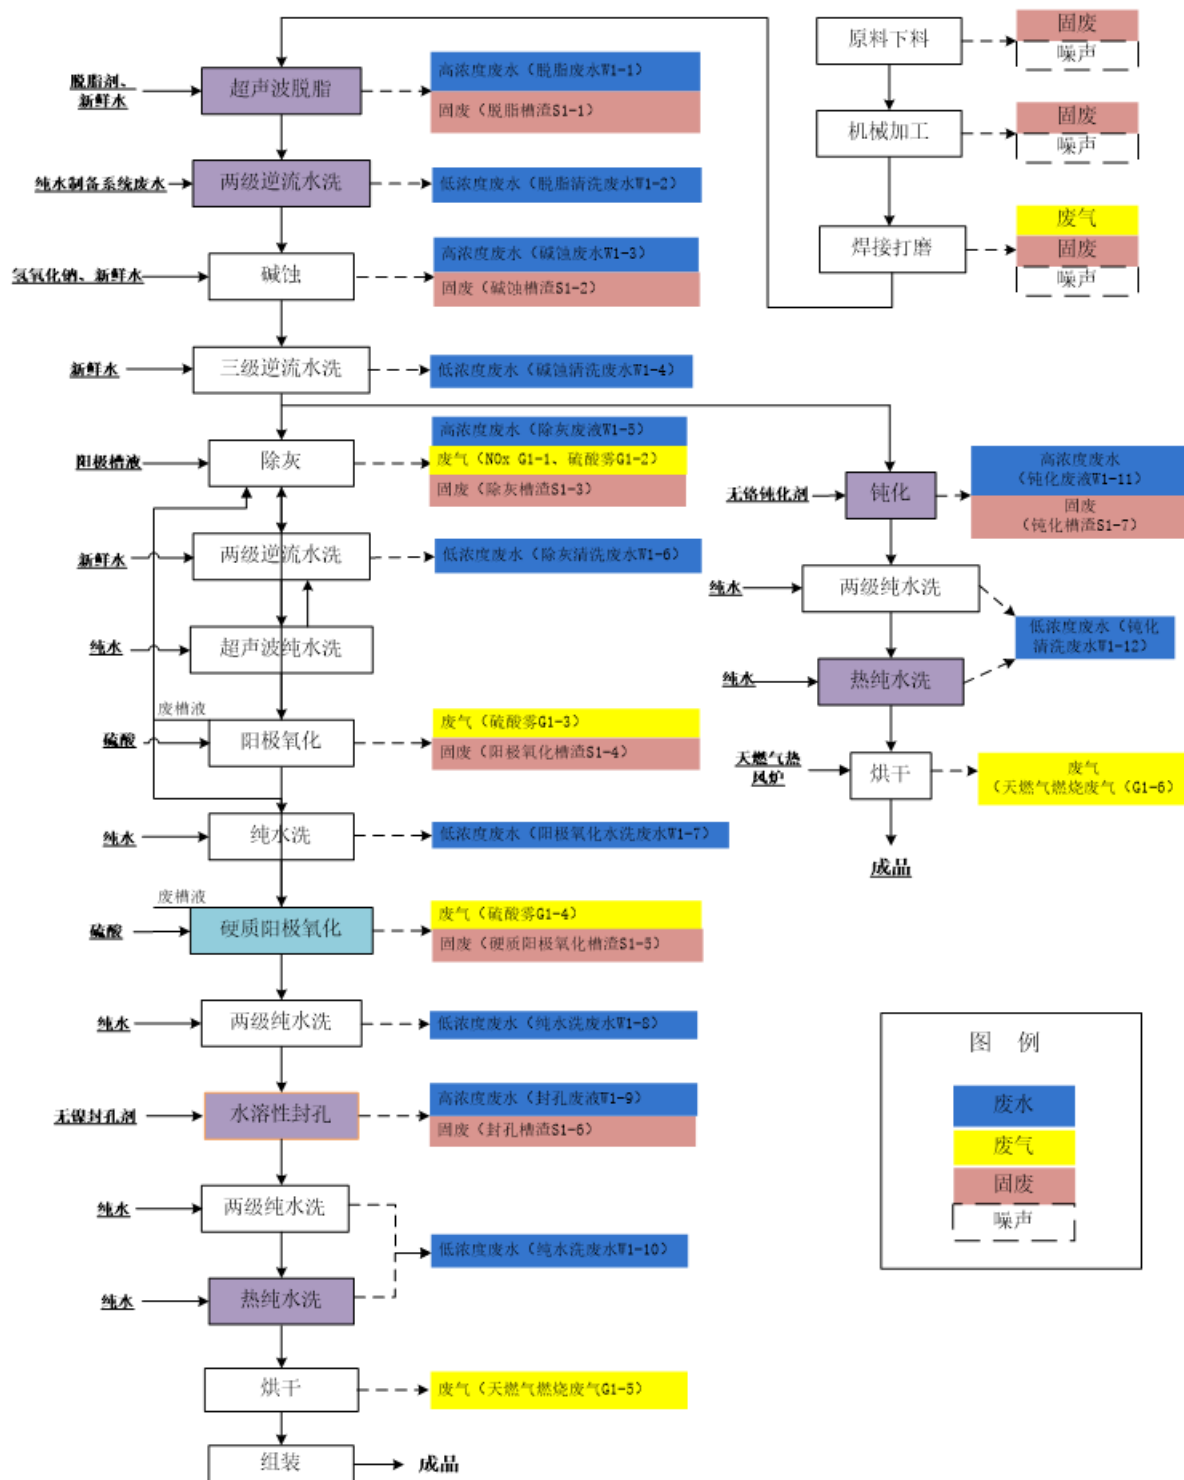 原料下料
固废
噪声
机械加工
固废
噪声
焊接打磨
废气
固废
噪声
脱脂剂、
新鲜水
超声波脱脂
高浓度废水（脱脂废水W1-1）
固废（脱脂槽渣S1-1）
纯水制备系统废水
两级逆流水洗
低浓度废水（脱脂清洗废水W1-2）
氢氧化钠、新鲜水
碱蚀
高浓度废水（碱蚀废水W1-3）
固废（碱蚀槽渣S1-2）
新鲜水
三级逆流水洗
低浓度废水（碱蚀清洗废水W1-4）
阳极槽液
除灰
高浓度废水（除灰废液W1-5）
废气（NOx G1-1、硫酸雾G1-2）
固废（除灰槽渣S1-3）
新鲜水
两级逆流水洗
低浓度废水（除灰清洗废水W1-6）
纯水
超声波纯水洗
废槽液
硫酸
阳极氧化
废气（硫酸雾G1-3）
固废（阳极氧化槽渣S1-4）
纯水
纯水洗
低浓度废水（阳极氧化水洗废水W1-7）
废槽液
硫酸
硬质阳极氧化
废气（硫酸雾G1-4）
固废（硬质阳极氧化槽渣S1-5）
纯水
两级纯水洗
低浓度废水（纯水洗废水W1-8）
无镍封孔剂
水溶性封孔
高浓度废水（封孔废液W1-9）
固废（封孔槽渣S1-6）
纯水
两级纯水洗
低浓度废水（纯水洗废水W1-10）
纯水
热纯水洗
烘干
废气（天燃气燃烧废气G1-5）
组装
成品
无铬钝化剂
钝化
高浓度废水
（钝化废液W1-11）
固废
（钝化槽渣S1-7）
纯水
两级纯水洗
低浓度废水（钝化
清洗废水W1-12）
纯水
热纯水洗
天燃气热
风炉
烘干
废气
（天燃气燃烧废气（G1-6）
成品
图 例
废水
废气
固废
噪声